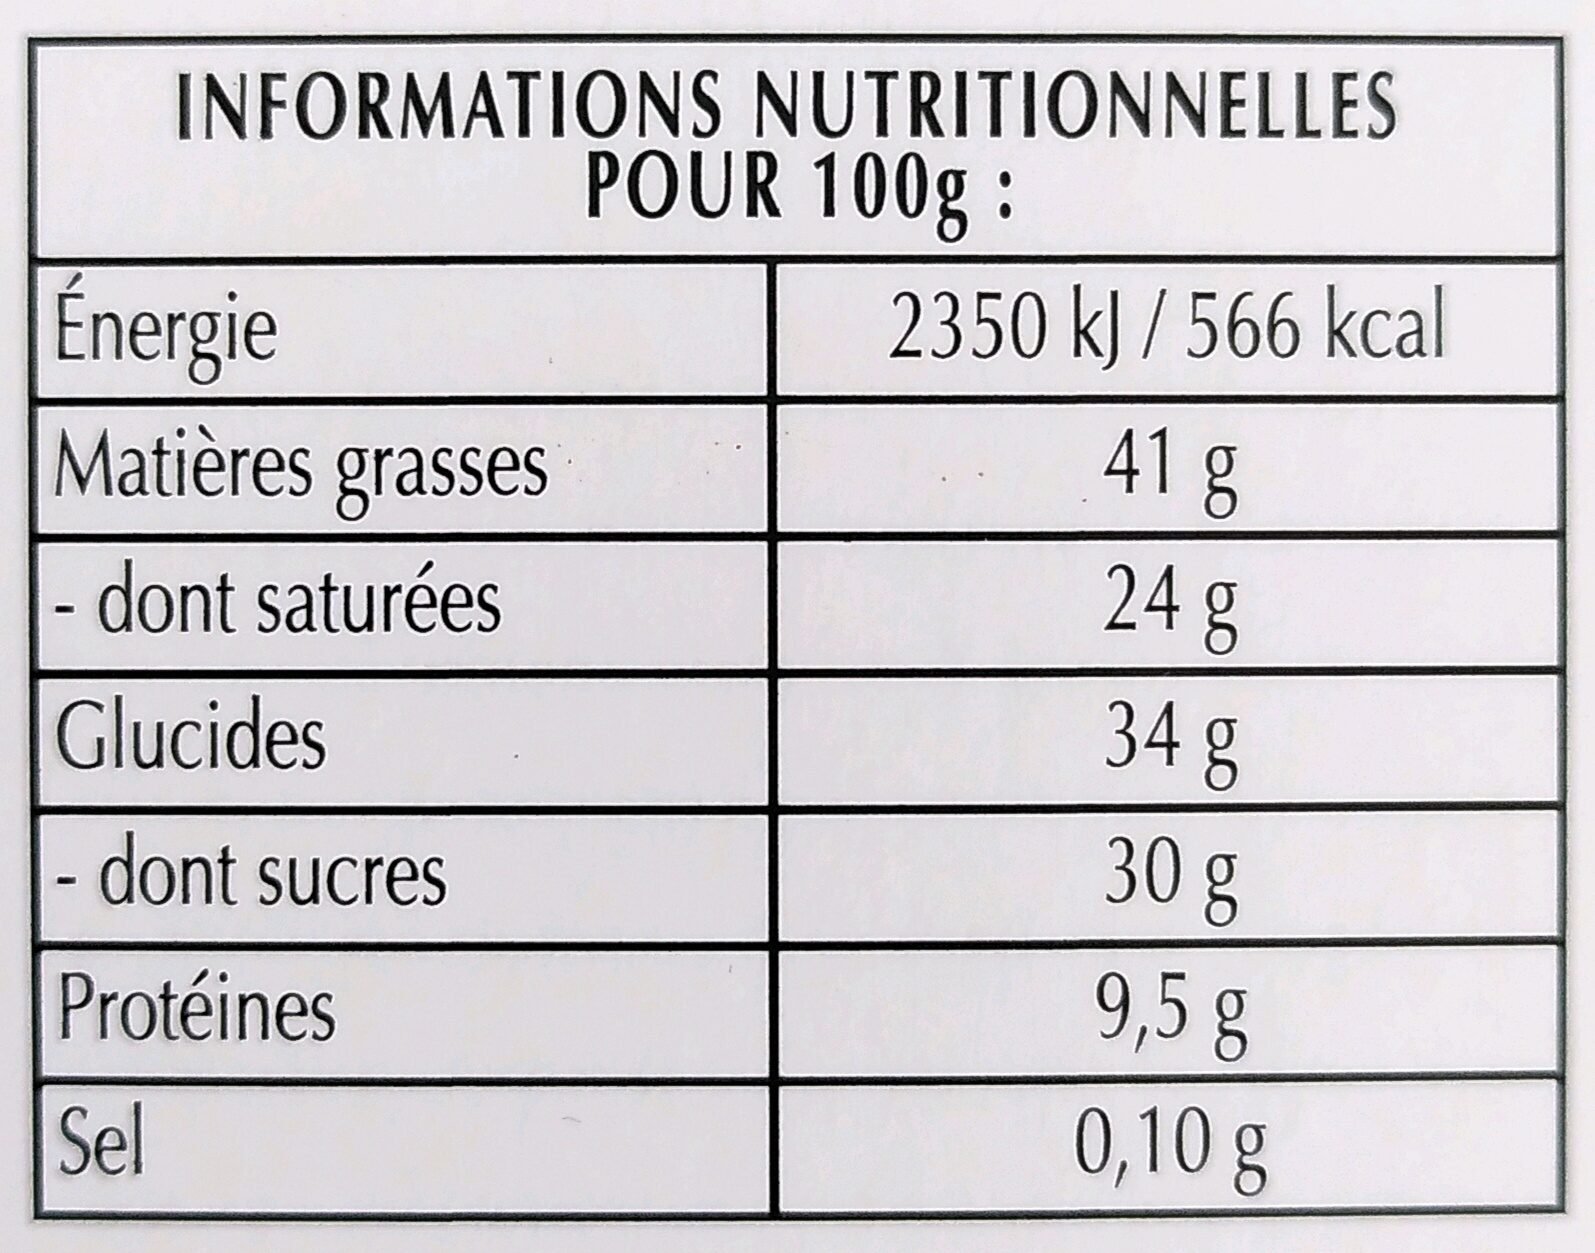 INFORMATIONS NUTRITIONNELLES
POUR 100g :
Énergie 2350 kJ / 566 kcal
Matières grasses 41 g
- dont saturées 24 g
Glucides 34 g
- dont sucres 30 g
Protéines 9,5 g
Sel 0,10 g